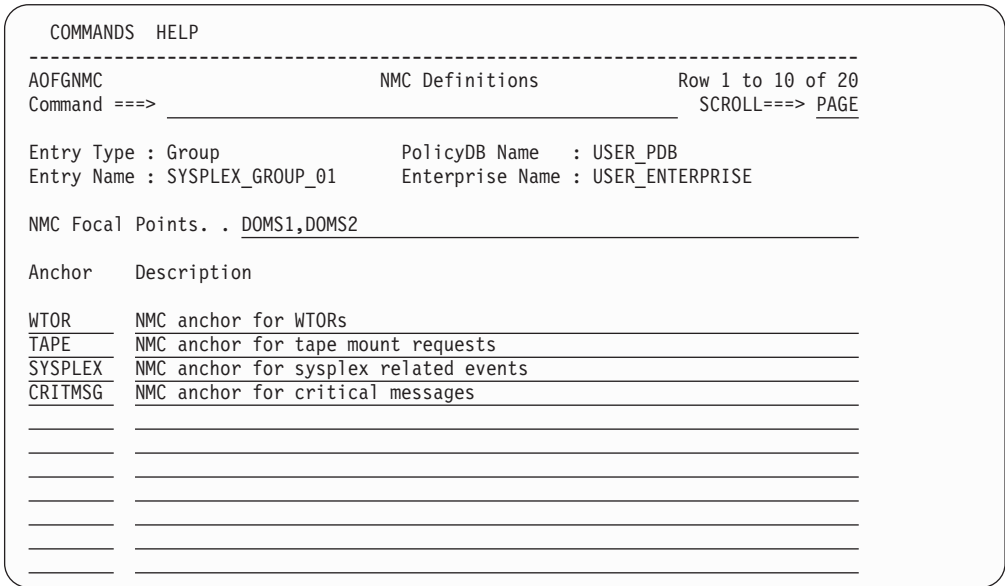 COMMANDS HELP
-------------------------------------------------------------------------------
AOFGNMC NMC Definitions Row 1 to 10 of 20
Command ===> SCROLL===> PAGE
Entry Type : Group PolicyDB Name : USER_PDB
Entry Name : SYSPLEX_GROUP_01 Enterprise Name : USER_ENTERPRISE
NMC Focal Points. . DOMS1,DOMS2
Anchor Description
WTOR NMC anchor for WTORs
TAPE NMC anchor for tape mount requests
SYSPLEX NMC anchor for sysplex related events
CRITMSG NMC anchor for critical messages